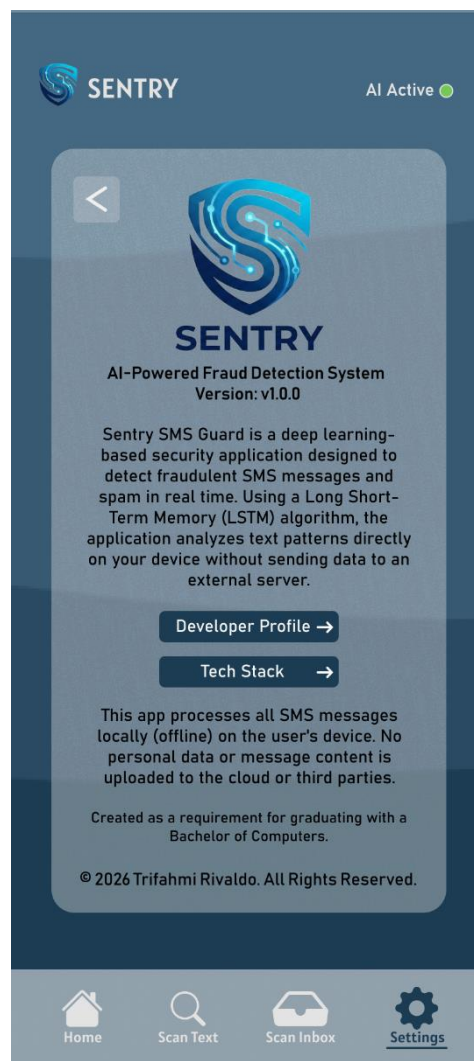 SENTRY
AI Active
<
SENTRY
AI-Powered Fraud Detection System
Version: v1.0.0
Sentry SMS Guard is a deep learning-
based security application designed to
detect fraudulent SMS messages and
spam in real time. Using a Long Short-
Term Memory (LSTM) algorithm, the
application analyzes text patterns directly
on your device without sending data to an
external server.
Developer Profile →
Tech Stack →
This app processes all SMS messages
locally (offline) on the user's device. No
personal data or message content is
uploaded to the cloud or third parties.
Created as a requirement for graduating with a
Bachelor of Computers.
© 2026 Trifahmi Rivaldo. All Rights Reserved.
Home
Scan Text
Scan Inbox
Settings